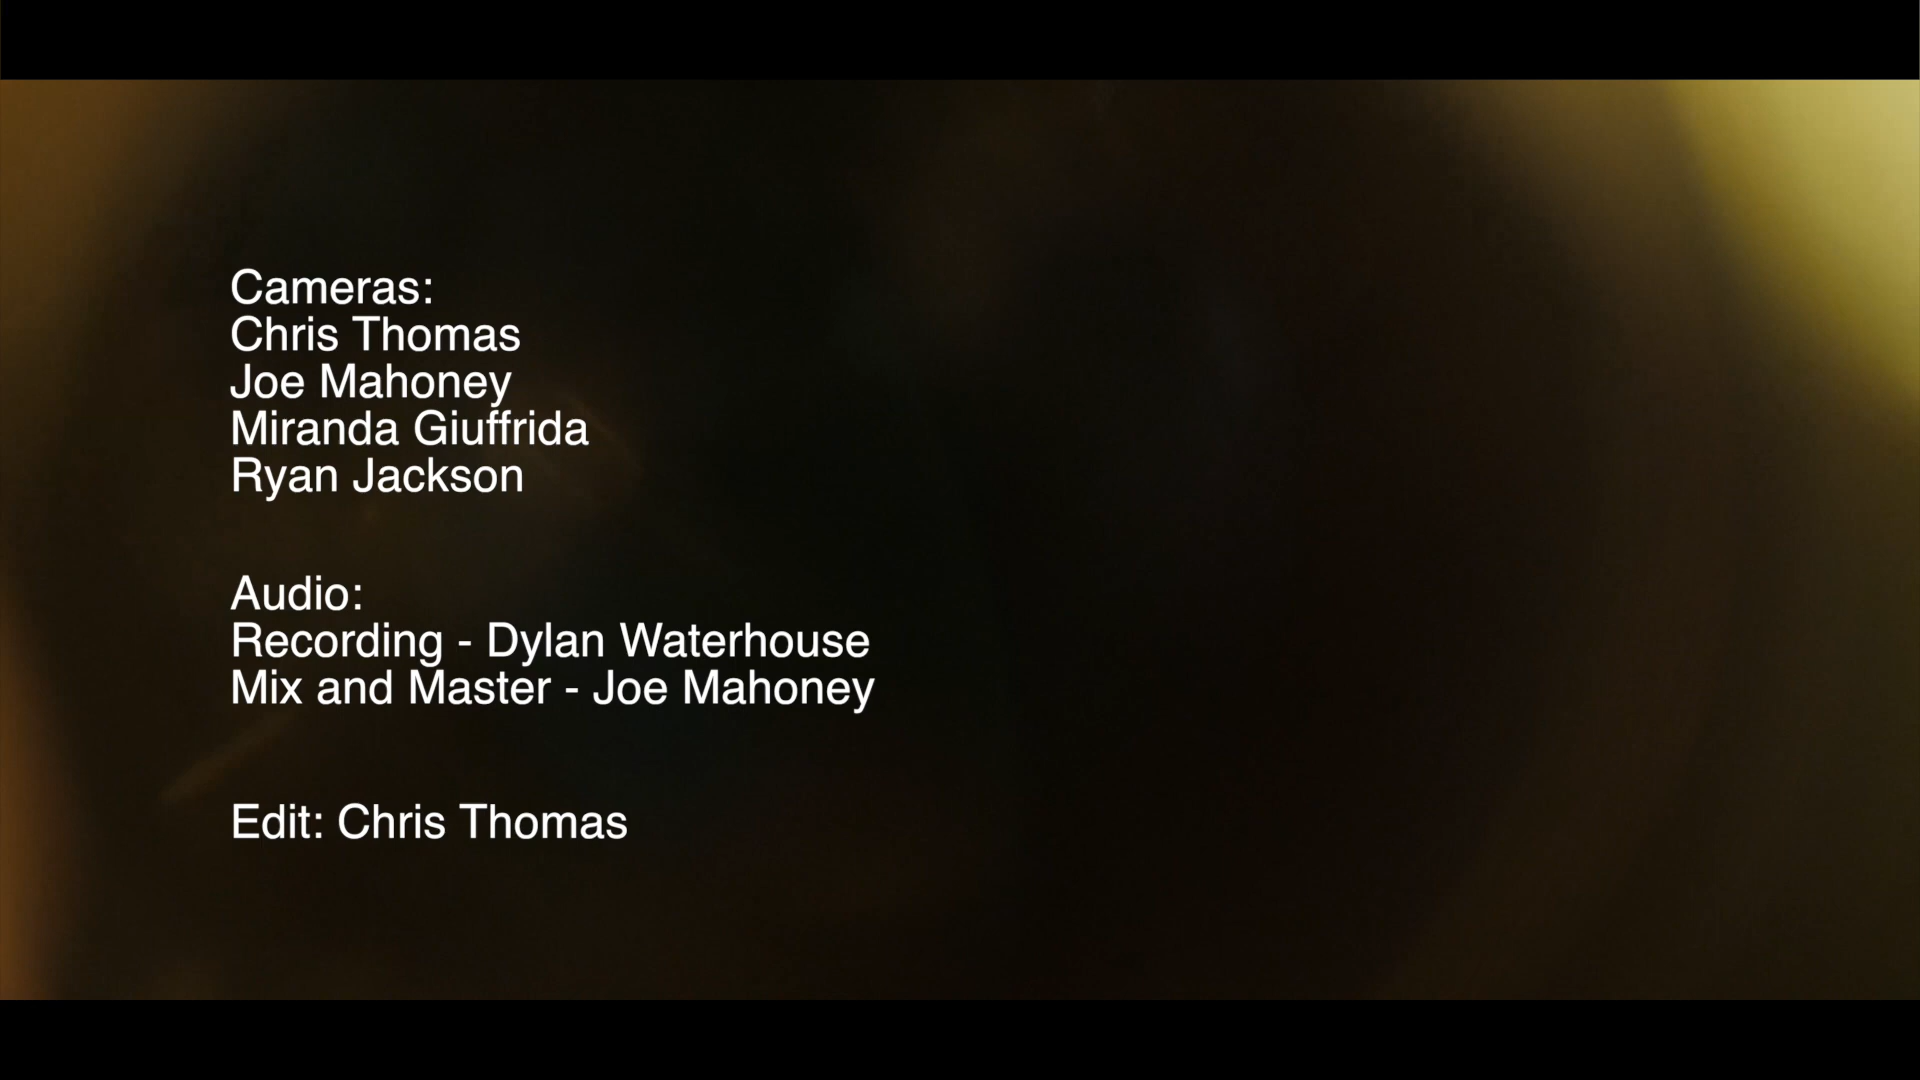 Cameras:
Chris Thomas
Joe Mahoney
Miranda Giuffrida
Ryan Jackson
Audio:
Recording - Dylan Waterhouse
Mix and Master - Joe Mahoney
Edit: Chris Thomas